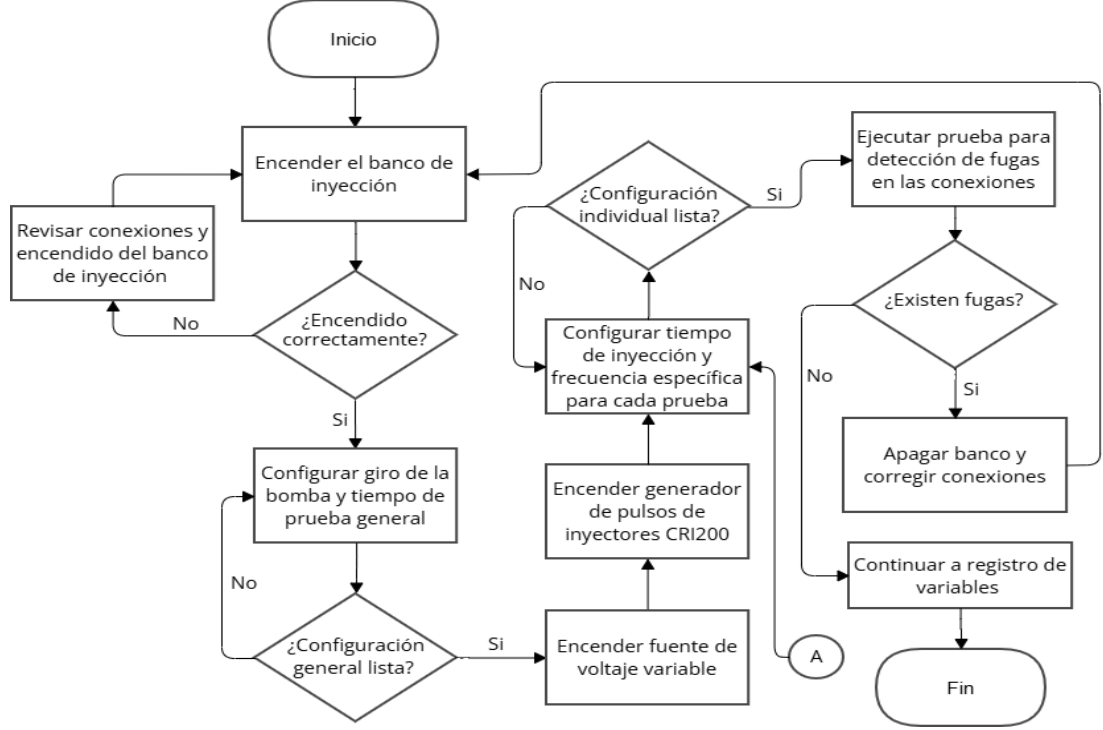 Inicio
Encender el banco de
inyección
Revisar conexiones y
encendido del banco
de inyección
No
¿Encendido
correctamente?
Si
Configurar giro de la
bomba y tiempo de
prueba general
No
¿Configuración
general lista?
Si
Encender fuente de
voltaje variable
Encender generador
de pulsos de
inyectores CRI200
Configurar tiempo
de inyección y
frecuencia específica
para cada prueba
A
No
¿Configuración
individual lista?
Si
Ejecutar prueba para
detección de fugas
en las conexiones
¿Existen fugas?
No
Si
Apagar banco y
corregir conexiones
Continuar a registro de
variables
Fin